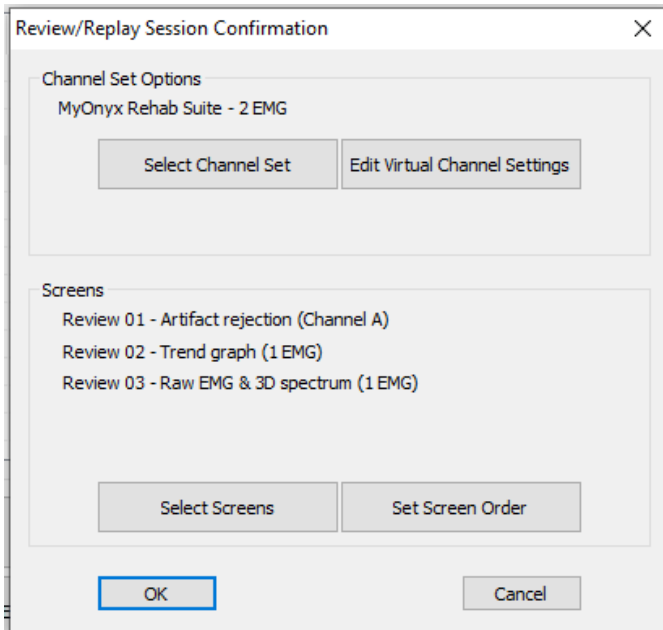 Review/Replay Session Confirmation
Channel Set Options
MyOnyx Rehab Suite - 2 EMG
Select Channel Set
Edit Virtual Channel Settings
Screens
Review 01 - Artifact rejection (Channel A)
Review 02 - Trend graph (1 EMG)
Review 03 - Raw EMG & 3D spectrum (1 EMG)
Select Screens
Set Screen Order
OK
Cancel